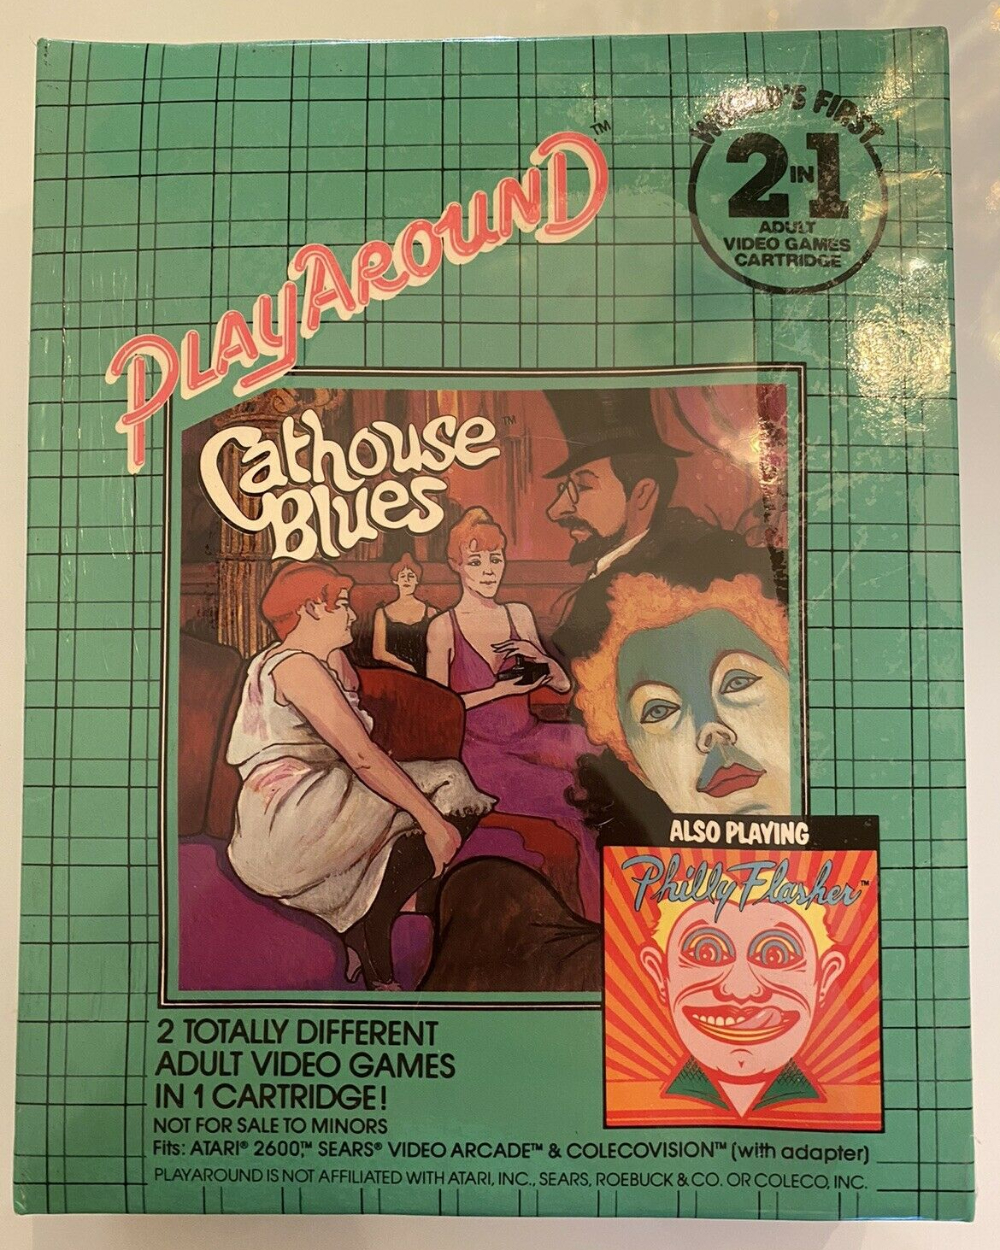 WORLD'S FIRST
2 IN 1
ADULT
VIDEO GAMES
CARTRIDGE
PLAYAROUND™
Cathouse™
Blues
ALSO PLAYING
Philly Flasher™
2 TOTALLY DIFFERENT
ADULT VIDEO GAMES
IN 1 CARTRIDGE!
NOT FOR SALE TO MINORS
Fits: ATARI® 2600,™ SEARS® VIDEO ARCADE™ & COLECOVISION™ (with adapter)
PLAYAROUND IS NOT AFFILIATED WITH ATARI, INC., SEARS, ROEBUCK & CO. OR COLECO, INC.